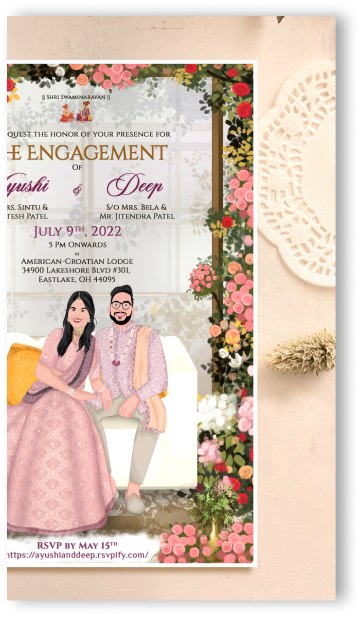 || Shri Swaminarayan ||
quest the honor of your presence for
e Engagement
Of
yushi & Deep
rs. Sintu &
tesh Patel
S/o Mrs. Bela &
Mr. Jitendra Patel
July 9th, 2022
5 PM Onwards
at
American-Croatian Lodge
34900 Lakeshore Blvd #301,
Eastlake, OH 44095
RSVP by May 15th
https://ayushianddeep.rsvpify.com/